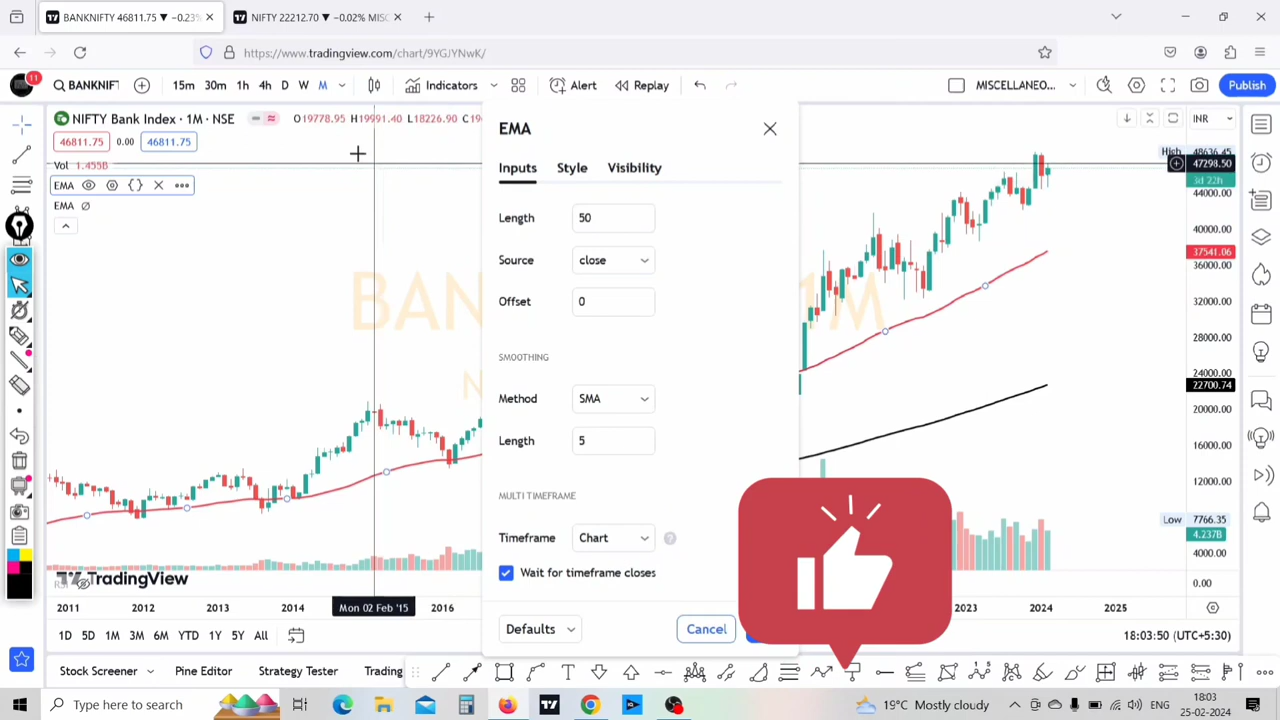 BANKNIFTY 46811.75 ▼ −0.23%
NIFTY 22212.70 ▼ −0.02% MISC
https://www.tradingview.com/chart/9YGJYNwK/
11
BANKNIFT
15m 30m 1h 4h D W M
Indicators
Alert
Replay
MISCELLANEO...
Publish
NIFTY Bank Index · 1M · NSE
O19778.95 H19991.40 L18226.90
46811.75 0.00 46811.75
Vol 1.455B
EMA
EMA
EMA
Inputs Style Visibility
Length 50
Source close
Offset 0
SMOOTHING
Method SMA
Length 5
MULTI TIMEFRAME
Timeframe Chart
Wait for timeframe closes
Defaults
Cancel
INR
High 48636.45
47298.50
3d 22h
44000.00
40000.00
37541.06
36000.00
32000.00
28000.00
24000.00
22700.74
20000.00
16000.00
12000.00
Low 7766.35
4.237B
4000.00
0.00
TradingView
2011 2012 2013 2014 Mon 02 Feb '15 2016 2023 2024 2025
1D 5D 1M 3M 6M YTD 1Y 5Y All
18:03:50 (UTC+5:30)
Stock Screener Pine Editor Strategy Tester Trading
Type here to search
19°C Mostly cloudy
ENG
18:03
25-02-2024